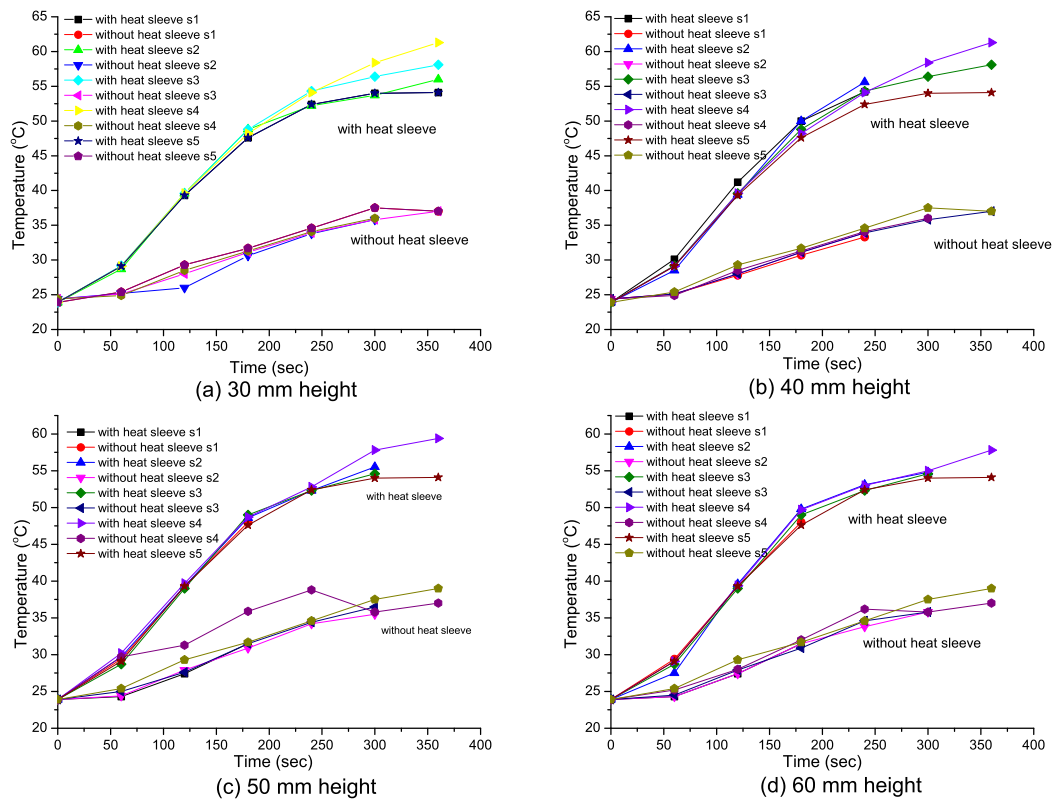 65
60
55
50
45
40
35
30
25
20
Temperature (°C)
with heat sleeve s1
without heat sleeve s1
with heat sleeve s2
without heat sleeve s2
with heat sleeve s3
without heat sleeve s3
with heat sleeve s4
without heat sleeve s4
with heat sleeve s5
without heat sleeve s5
with heat sleeve
without heat sleeve
0 50 100 150 200 250 300 350 400
Time (sec)
(a) 30 mm height
65
60
55
50
45
40
35
30
25
20
Temperature (°C)
with heat sleeve s1
without heat sleeve s1
with heat sleeve s2
without heat sleeve s2
with heat sleeve s3
without heat sleeve s3
with heat sleeve s4
without heat sleeve s4
with heat sleeve s5
without heat sleeve s5
with heat sleeve
without heat sleeve
0 50 100 150 200 250 300 350 400
Time (sec)
(b) 40 mm height
60
55
50
45
40
35
30
25
20
Temperature (°C)
with heat sleeve s1
without heat sleeve s1
with heat sleeve s2
without heat sleeve s2
with heat sleeve s3
without heat sleeve s3
with heat sleeve s4
without heat sleeve s4
with heat sleeve s5
with heat sleeve
without heat sleeve
0 50 100 150 200 250 300 350 400
Time (sec)
(c) 50 mm height
60
55
50
45
40
35
30
25
20
Temperature (°C)
with heat sleeve s1
without heat sleeve s1
with heat sleeve s2
without heat sleeve s2
with heat sleeve s3
without heat sleeve s3
with heat sleeve s4
without heat sleeve s4
with heat sleeve s5
without heat sleeve s5
with heat sleeve
without heat sleeve
0 50 100 150 200 250 300 350 400
Time (sec)
(d) 60 mm height